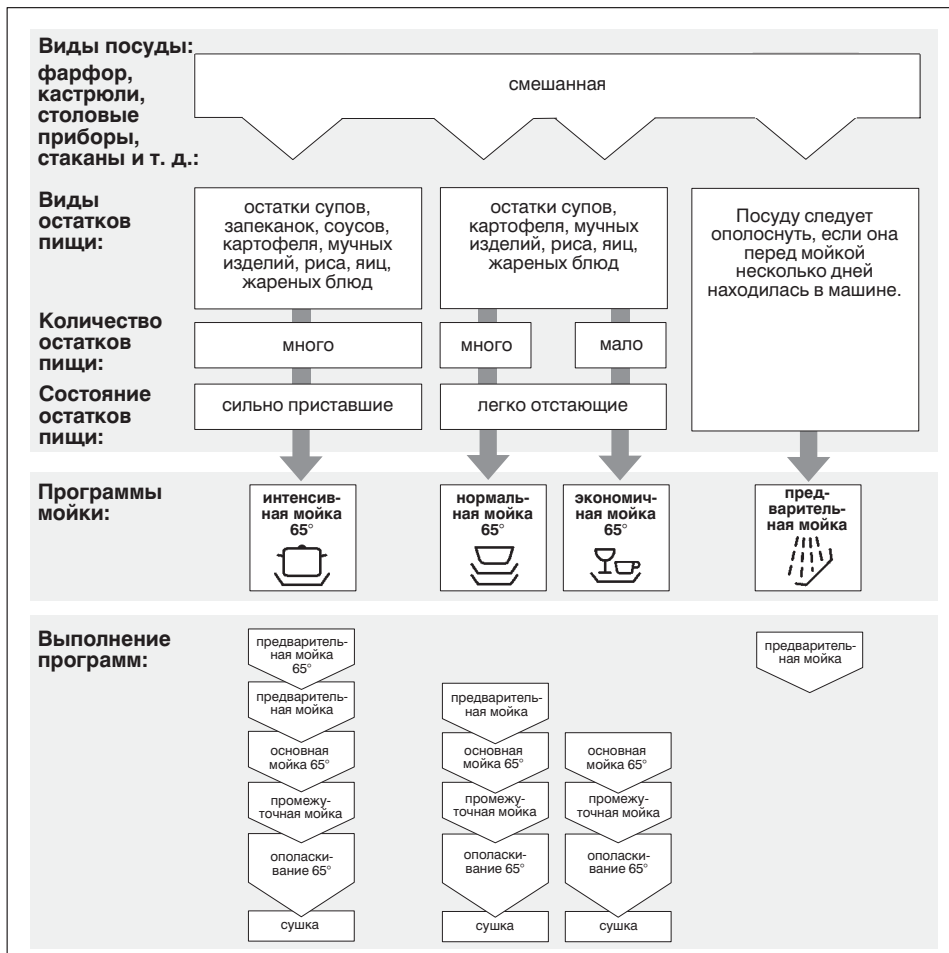 Виды посуды:
фарфор,
кастрюли,
столовые
приборы,
стаканы и т. д.:
смешанная
Виды
остатков
пищи:
остатки супов,
запеканок, соусов,
картофеля, мучных
изделий, риса, яиц,
жареных блюд
остатки супов,
картофеля, мучных
изделий, риса, яиц,
жареных блюд
Посуду следует
ополоснуть, если она
перед мойкой
несколько дней
находилась в машине.
Количество
остатков
пищи:
много
много
мало
Состояние
остатков
пищи:
сильно приставшие
легко отстающие
Программы
мойки:
интенсив-
ная мойка
65°
нормаль-
ная мойка
65°
экономич-
ная мойка
65°
пред-
варитель-
ная мойка
Выполнение
программ:
предваритель-
ная мойка
65°
предваритель-
ная мойка
предваритель-
ная мойка
предваритель-
ная мойка
основная
мойка 65°
основная
мойка 65°
основная
мойка 65°
промежу-
точная мойка
промежу-
точная мойка
промежу-
точная мойка
ополаски-
вание 65°
ополаски-
вание 65°
ополаски-
вание 65°
сушка
сушка
сушка